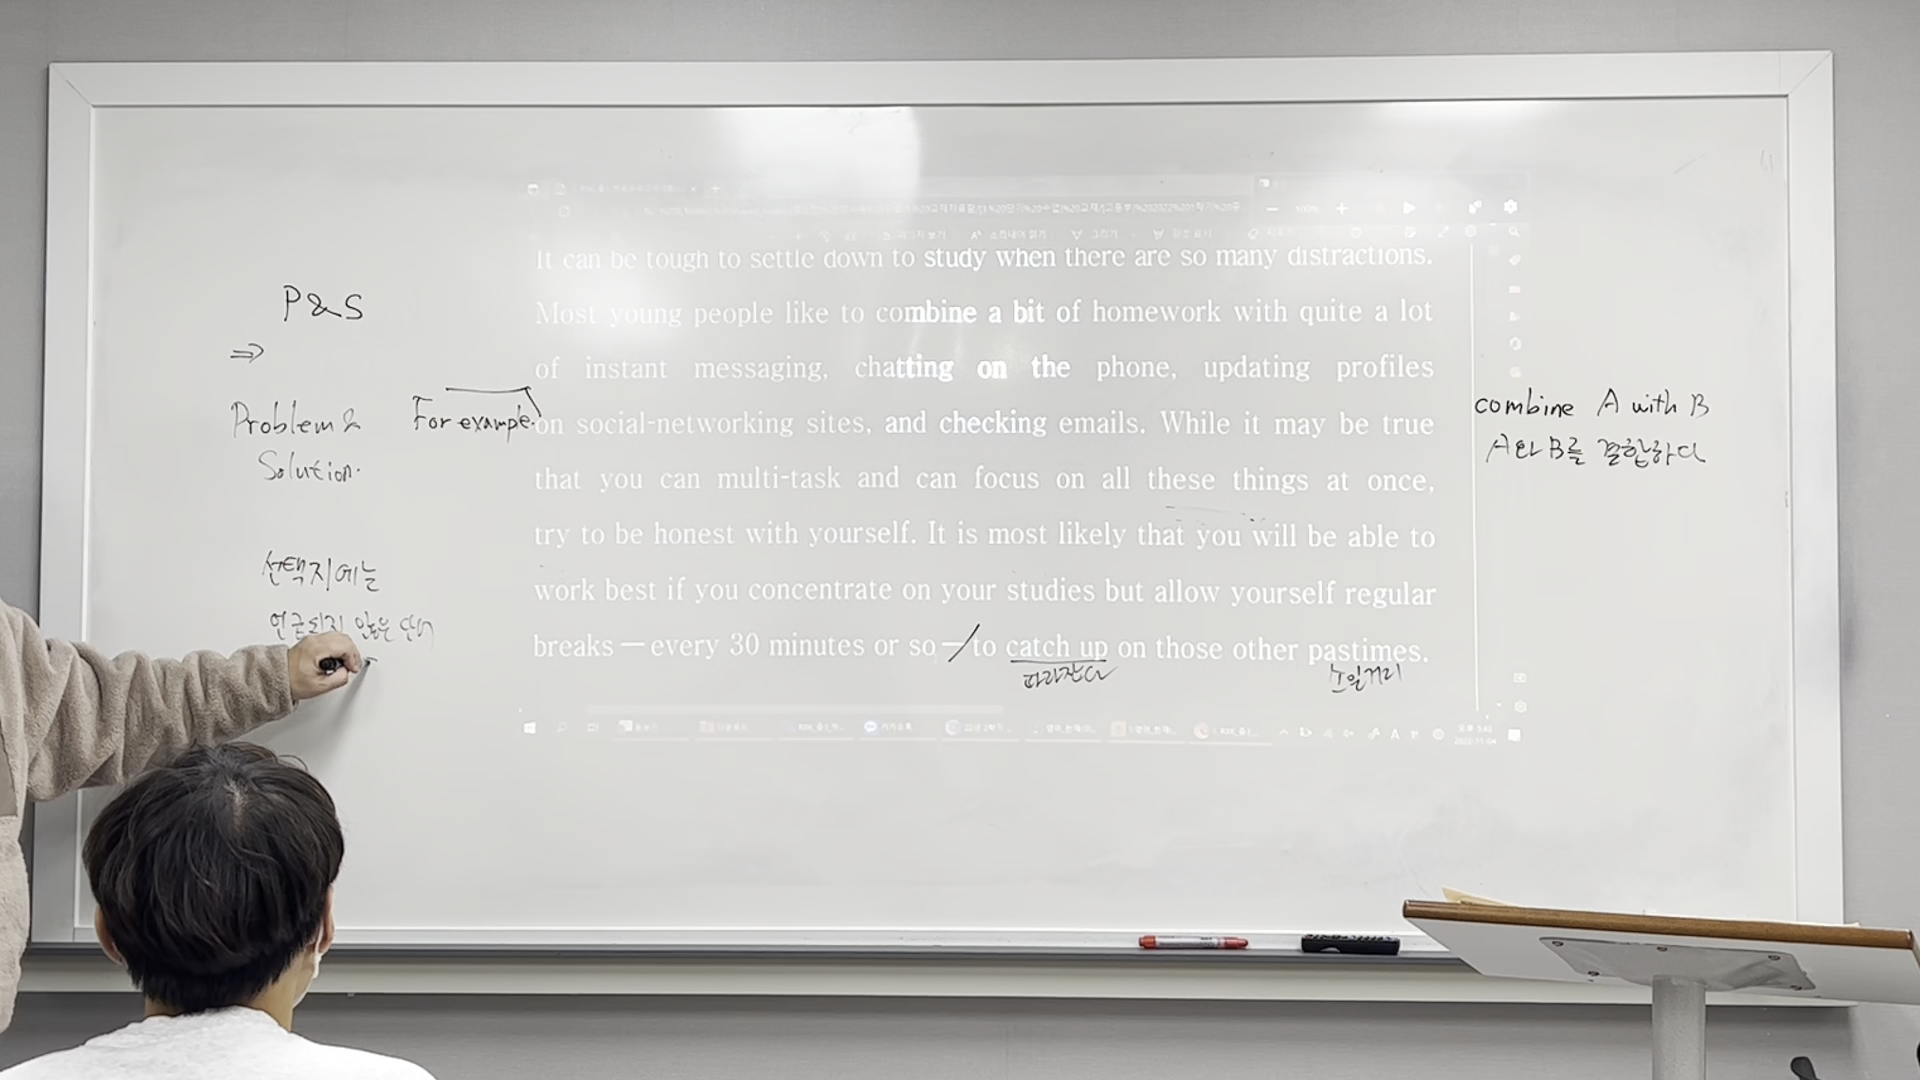 It can be tough to settle down to study when there are so many distractions.
Most young people like to combine a bit of homework with quite a lot
of instant messaging, chatting on the phone, updating profiles
on social-networking sites, and checking emails. While it may be true
that you can multi-task and can focus on all these things at once,
try to be honest with yourself. It is most likely that you will be able to
work best if you concentrate on your studies but allow yourself regular
breaks — every 30 minutes or so — / to catch up on those other pastimes.
따라잡다
소일거리
P&S
⇒
Problem &
Solution.
For example.
선택지에는
언급되지 않은 단어
combine A with B
A와 B를 결합하다